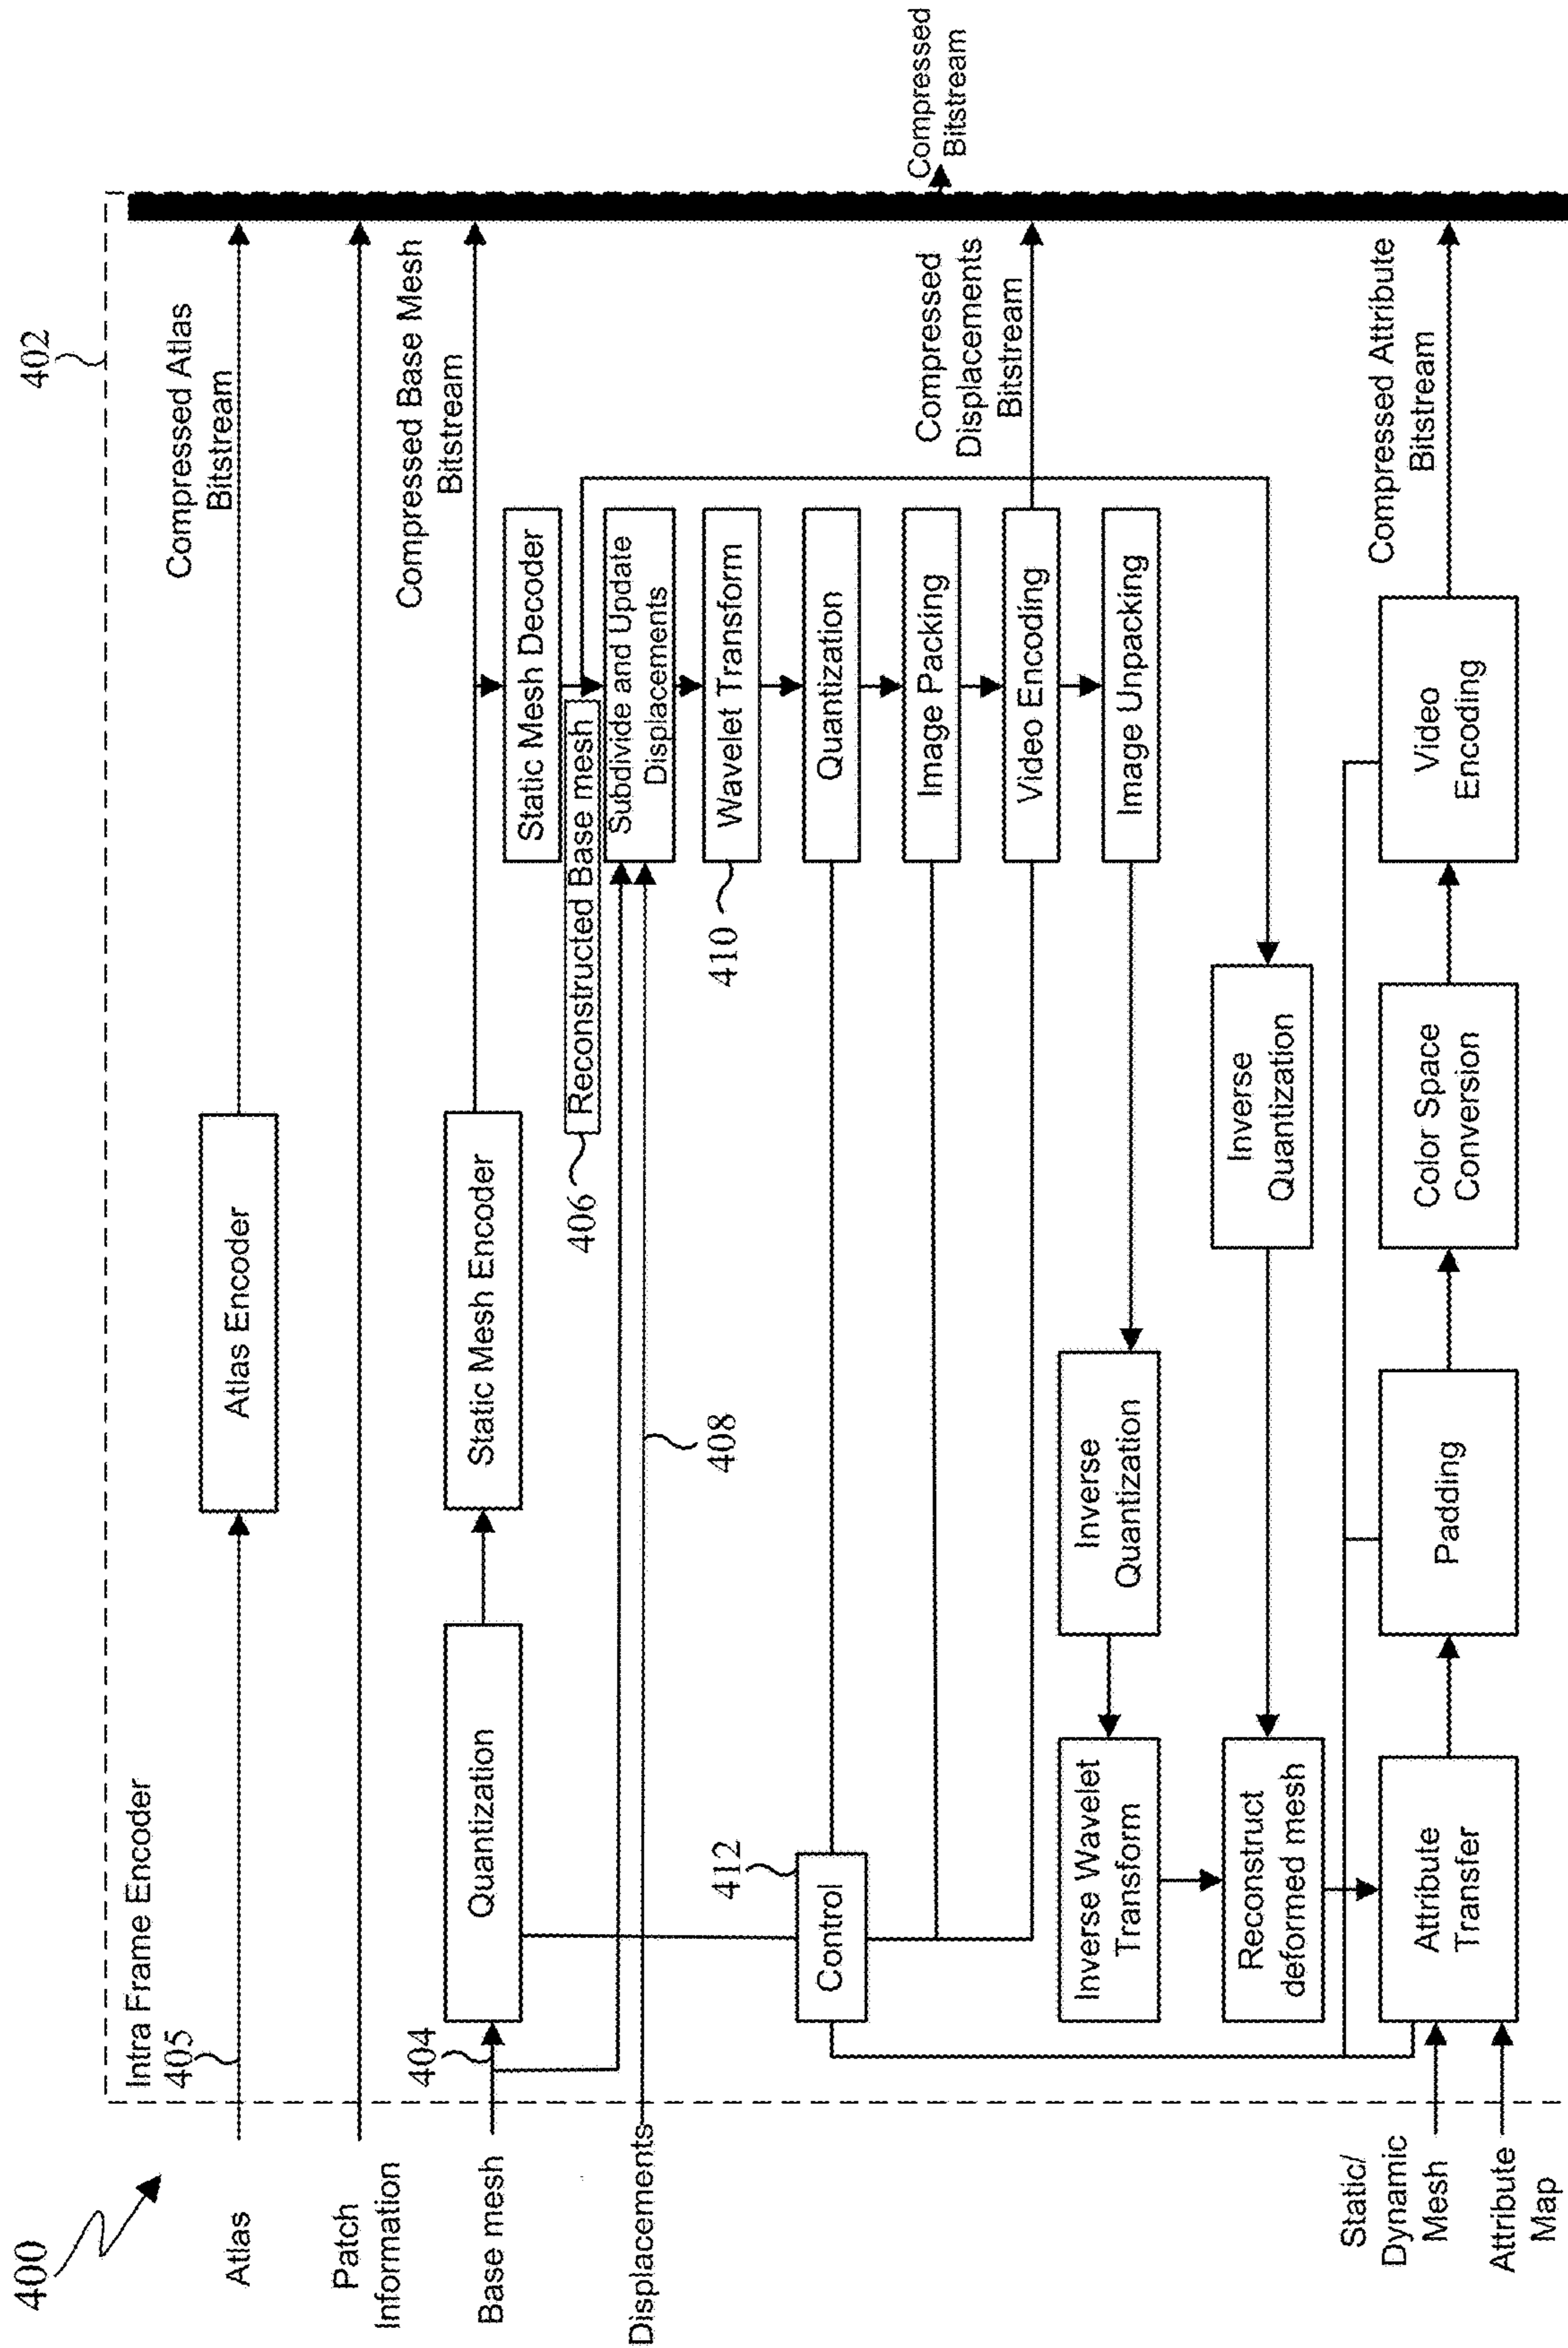 400
402
Intra Frame Encoder
Atlas
405
Atlas Encoder
Compressed Atlas
Bitstream
Patch
Information
Base mesh
404
Quantization
Static Mesh Encoder
Compressed Base Mesh
Bitstream
Static Mesh Decoder
406
Reconstructed Base mesh
Subdivide and Update
Displacements
Displacements
408
410
Wavelet Transform
412
Control
Quantization
Image Packing
Video Encoding
Compressed
Displacements
Bitstream
Compressed
Bitstream
Image Unpacking
Inverse
Quantization
Inverse Wavelet
Transform
Inverse
Quantization
Reconstruct
deformed mesh
Static/
Dynamic
Mesh
Attribute
Map
Attribute
Transfer
Padding
Color Space
Conversion
Video
Encoding
Compressed Attribute
Bitstream